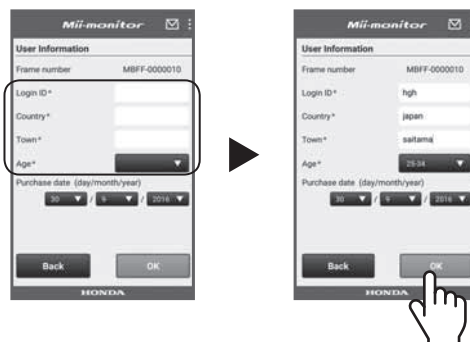 Mii-monitor
User Information
Frame number MBFF-0000010
Login ID*
Country*
Town*
Age*
Purchase date (day/month/year)
30 / 9 / 2016
Back OK
HONDA
Mii-monitor
User Information
Frame number MBFF-0000010
Login ID* hgh
Country* japan
Town* saitama
Age* 25-34
Purchase date (day/month/year)
30 / 9 / 2016
Back OK
HONDA